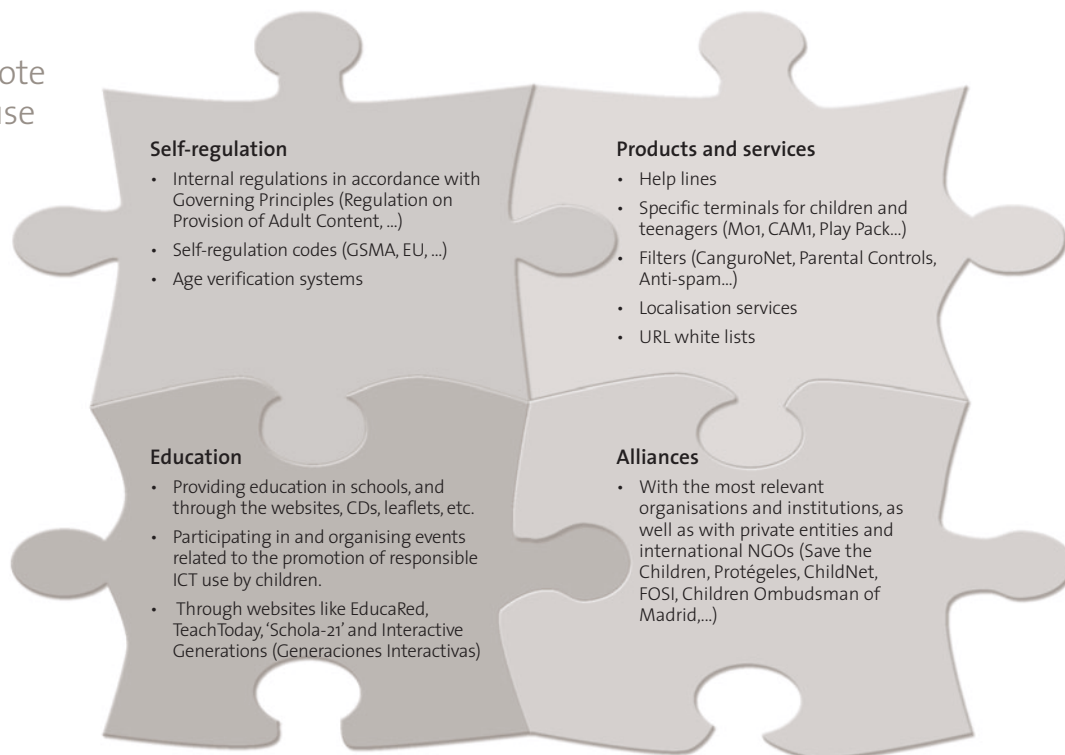 ote
use
Self-regulation
• Internal regulations in accordance with
Governing Principles (Regulation on
Provision of Adult Content, ...)
• Self-regulation codes (GSMA, EU, ...)
• Age verification systems
Products and services
• Help lines
• Specific terminals for children and
teenagers (M01, CAM1, Play Pack...)
• Filters (CanguroNet, Parental Controls,
Anti-spam...)
• Localisation services
• URL white lists
Education
• Providing education in schools, and
through the websites, CDs, leaflets, etc.
• Participating in and organising events
related to the promotion of responsible
ICT use by children.
• Through websites like EducaRed,
TeachToday, ‘Schola-21’ and Interactive
Generations (Generaciones Interactivas)
Alliances
• With the most relevant
organisations and institutions, as
well as with private entities and
international NGOs (Save the
Children, Protégeles, ChildNet,
FOSI, Children Ombudsman of
Madrid,...)